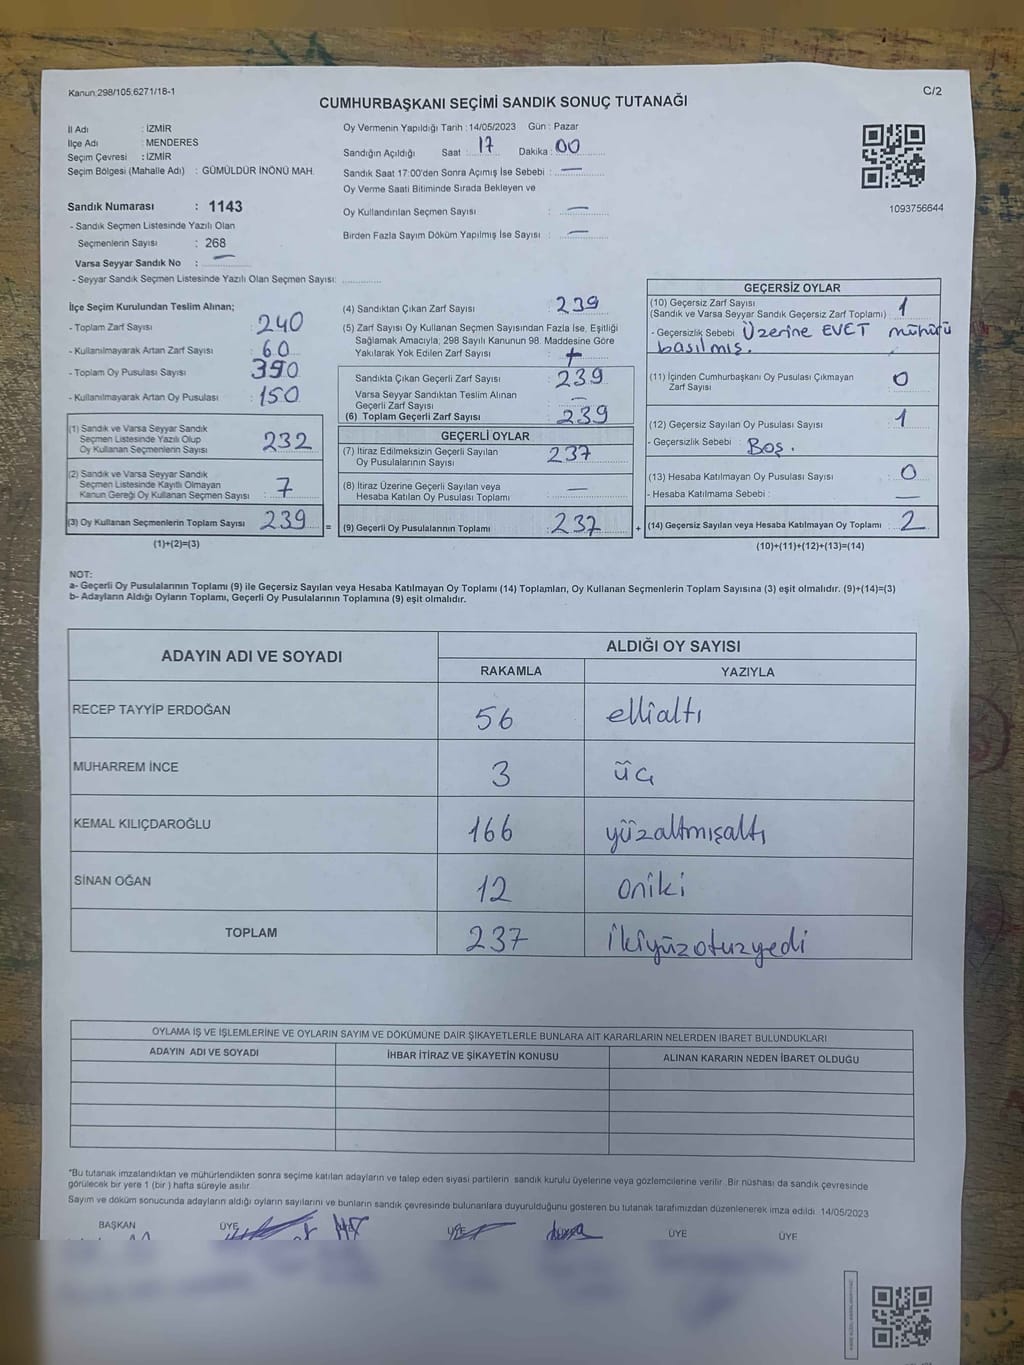 Kanun:298/105.6271/18-1
C/2
CUMHURBAŞKANI SEÇİMİ SANDIK SONUÇ TUTANAĞI
İl Adı : İZMİR
İlçe Adı : MENDERES
Seçim Çevresi : İZMİR
Seçim Bölgesi (Mahalle Adı) : GÜMÜLDÜR İNÖNÜ MAH.
Sandık Numarası : 1143
- Sandık Seçmen Listesinde Yazılı Olan
Seçmenlerin Sayısı : 268
Varsa Seyyar Sandık No : —
- Seyyar Sandık Seçmen Listesinde Yazılı Olan Seçmen Sayısı:
Oy Vermenin Yapıldığı Tarih : 14/05/2023 Gün : Pazar
Sandığın Açıldığı Saat : 17 Dakika : 00
Sandık Saat 17:00'den Sonra Açımış İse Sebebi : —
Oy Verme Saati Bitiminde Sırada Bekleyen ve
Oy Kullandırılan Seçmen Sayısı : —
Birden Fazla Sayım Döküm Yapılmış İse Sayısı : —
1093756644
İlçe Seçim Kurulundan Teslim Alınan;
- Toplam Zarf Sayısı : 240
- Kullanılmayarak Artan Zarf Sayısı : 60
- Toplam Oy Pusulası Sayısı : 390
- Kullanılmayarak Artan Oy Pusulası : 150
(1) Sandık ve Varsa Seyyar Sandık
Seçmen Listesinde Yazılı Olup
Oy Kullanan Seçmenlerin Sayısı : 232
(2) Sandık ve Varsa Seyyar Sandık
Seçmen Listesinde Kayıtlı Olmayan
Kanun Gereği Oy Kullanan Seçmen Sayısı : 7
(3) Oy Kullanan Seçmenlerin Toplam Sayısı : 239
(1)+(2)=(3)
(4) Sandıktan Çıkan Zarf Sayısı : 239
(5) Zarf Sayısı Oy Kullanan Seçmen Sayısından Fazla İse, Eşitliği
Sağlamak Amacıyla, 298 Sayılı Kanunun 98. Maddesine Göre
Yakılarak Yok Edilen Zarf Sayısı :
Sandıkta Çıkan Geçerli Zarf Sayısı : 239
Varsa Seyyar Sandıktan Teslim Alınan
Geçerli Zarf Sayısı : —
(6) Toplam Geçerli Zarf Sayısı : 239
GEÇERLİ OYLAR
(7) İtiraz Edilmeksizin Geçerli Sayılan
Oy Pusulalarının Sayısı : 237
(8) İtiraz Üzerine Geçerli Sayılan veya
Hesaba Katılan Oy Pusulası Toplamı : —
= (9) Geçerli Oy Pusulalarının Toplamı : 237 +
GEÇERSİZ OYLAR
(10) Geçersiz Zarf Sayısı : 1
(Sandık ve Varsa Seyyar Sandık Geçersiz Zarf Toplamı)
- Geçersizlik Sebebi : Üzerine EVET mührü
basılmış.
(11) İçinden Cumhurbaşkanı Oy Pusulası Çıkmayan
Zarf Sayısı : 0
(12) Geçersiz Sayılan Oy Pusulası Sayısı : 1
- Geçersizlik Sebebi : Boş.
(13) Hesaba Katılmayan Oy Pusulası Sayısı : 0
- Hesaba Katılmama Sebebi : —
(14) Geçersiz Sayılan veya Hesaba Katılmayan Oy Toplamı : 2
(10)+(11)+(12)+(13)=(14)
NOT:
a- Geçerli Oy Pusulalarının Toplamı (9) ile Geçersiz Sayılan veya Hesaba Katılmayan Oy Toplamı (14) Toplamları, Oy Kullanan Seçmenlerin Toplam Sayısına (3) eşit olmalıdır. (9)+(14)=(3)
b- Adayların Aldığı Oyların Toplamı, Geçerli Oy Pusulalarının Toplamına (9) eşit olmalıdır.
ADAYIN ADI VE SOYADI ALDIĞI OY SAYISI
RAKAMLA YAZIYLA
RECEP TAYYİP ERDOĞAN 56 ellialtı
MUHARREM İNCE 3 üç
KEMAL KILIÇDAROĞLU 166 yüzaltmışaltı
SİNAN OĞAN 12 oniki
TOPLAM 237 ikiyüzotuzyedi
OYLAMA İŞ VE İŞLEMLERİNE VE OYLARIN SAYIM VE DÖKÜMÜNE DAİR ŞİKAYETLERLE BUNLARA AİT KARARLARIN NELERDEN İBARET BULUNDUKLARI
ADAYIN ADI VE SOYADI İHBAR İTİRAZ VE ŞİKAYETİN KONUSU ALINAN KARARIN NEDEN İBARET OLDUĞU
"Bu tutanak imzalandıktan ve mühürlendikten sonra seçime katılan adayların ve talep eden siyasi partilerin sandık kurulu üyelerine veya gözlemcilerine verilir. Bir nüshası da sandık çevresinde
görülecek bir yere 1 (bir ) hafta süreyle asılır.
Sayım ve döküm sonucunda adayların aldığı oyların sayılarını ve bunların sandık çevresinde bulunanlara duyurulduğunu gösteren bu tutanak tarafımızdan düzenlenerek imza edildi. 14/05/2023
BAŞKAN ÜYE ÜYE ÜYE ÜYE